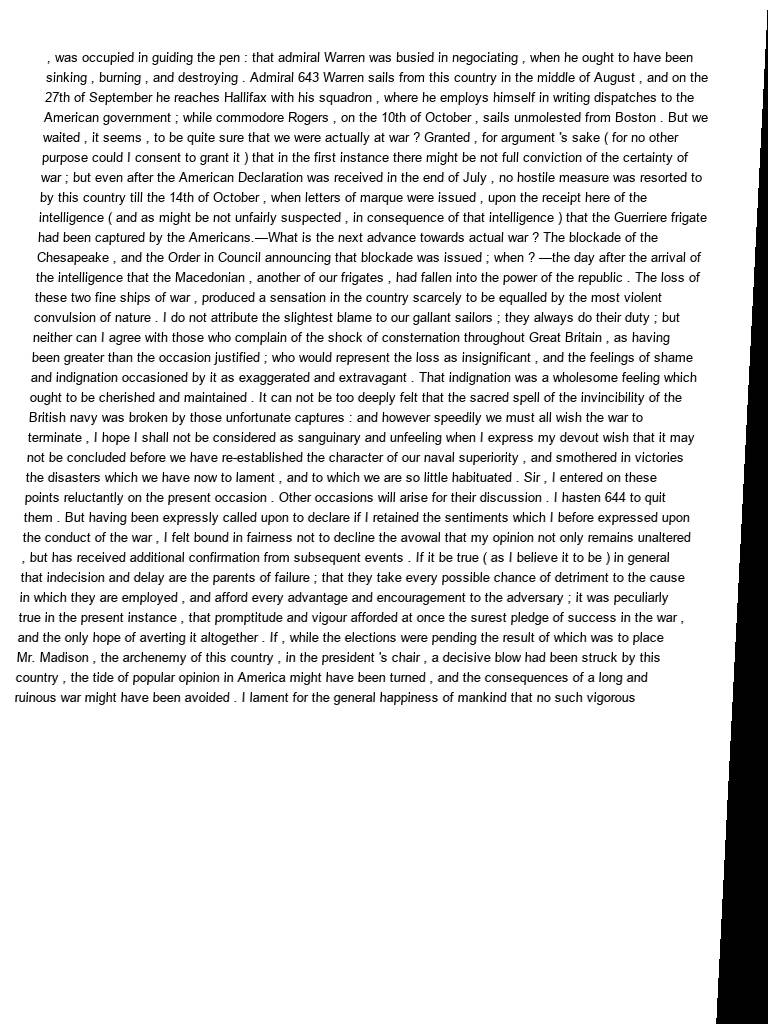 , was occupied in guiding the pen : that admiral Warren was busied in negociating , when he ought to have been
sinking , burning , and destroying . Admiral 643 Warren sails from this country in the middle of August , and on the
27th of September he reaches Hallifax with his squadron , where he employs himself in writing dispatches to the
American government ; while commodore Rogers , on the 10th of October , sails unmolested from Boston . But we
waited , it seems , to be quite sure that we were actually at war ? Granted , for argument 's sake ( for no other
purpose could I consent to grant it ) that in the first instance there might be not full conviction of the certainty of
war ; but even after the American Declaration was received in the end of July , no hostile measure was resorted to
by this country till the 14th of October , when letters of marque were issued , upon the receipt here of the
intelligence ( and as might be not unfairly suspected , in consequence of that intelligence ) that the Guerriere frigate
had been captured by the Americans.—What is the next advance towards actual war ? The blockade of the
Chesapeake , and the Order in Council announcing that blockade was issued ; when ? —the day after the arrival of
the intelligence that the Macedonian , another of our frigates , had fallen into the power of the republic . The loss of
these two fine ships of war , produced a sensation in the country scarcely to be equalled by the most violent
convulsion of nature . I do not attribute the slightest blame to our gallant sailors ; they always do their duty ; but
neither can I agree with those who complain of the shock of consternation throughout Great Britain , as having
been greater than the occasion justified ; who would represent the loss as insignificant , and the feelings of shame
and indignation occasioned by it as exaggerated and extravagant . That indignation was a wholesome feeling which
ought to be cherished and maintained . It can not be too deeply felt that the sacred spell of the invincibility of the
British navy was broken by those unfortunate captures : and however speedily we must all wish the war to
terminate , I hope I shall not be considered as sanguinary and unfeeling when I express my devout wish that it may
not be concluded before we have re-established the character of our naval superiority , and smothered in victories
the disasters which we have now to lament , and to which we are so little habituated . Sir , I entered on these
points reluctantly on the present occasion . Other occasions will arise for their discussion . I hasten 644 to quit
them . But having been expressly called upon to declare if I retained the sentiments which I before expressed upon
the conduct of the war , I felt bound in fairness not to decline the avowal that my opinion not only remains unaltered
, but has received additional confirmation from subsequent events . If it be true ( as I believe it to be ) in general
that indecision and delay are the parents of failure ; that they take every possible chance of detriment to the cause
in which they are employed , and afford every advantage and encouragement to the adversary ; it was peculiarly
true in the present instance , that promptitude and vigour afforded at once the surest pledge of success in the war ,
and the only hope of averting it altogether . If , while the elections were pending the result of which was to place
Mr. Madison , the archenemy of this country , in the president 's chair , a decisive blow had been struck by this
country , the tide of popular opinion in America might have been turned , and the consequences of a long and
ruinous war might have been avoided . I lament for the general happiness of mankind that no such vigorous